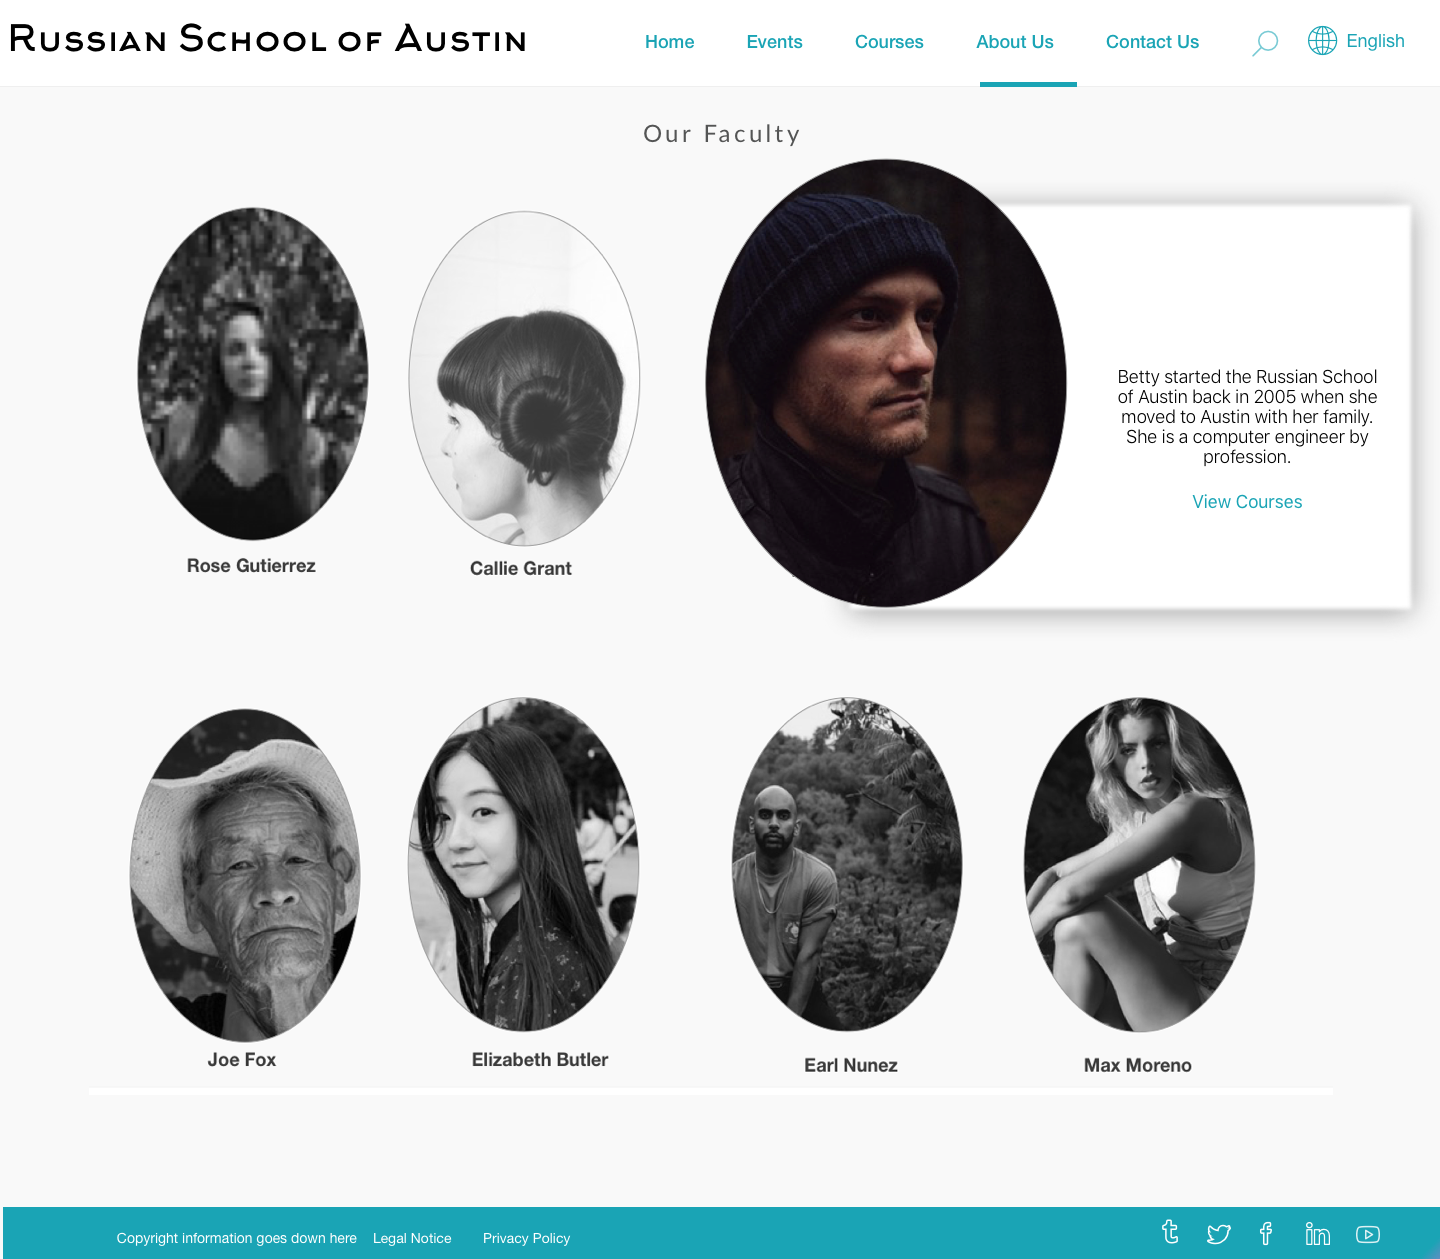 Russian School of Austin
Home
Events
Courses
About Us
Contact Us
English
Our Faculty
Betty started the Russian School
of Austin back in 2005 when she
moved to Austin with her family.
She is a computer engineer by
profession.
View Courses
Rose Gutierrez
Callie Grant
Joe Fox
Elizabeth Butler
Earl Nunez
Max Moreno
Copyright information goes down here
Legal Notice
Privacy Policy